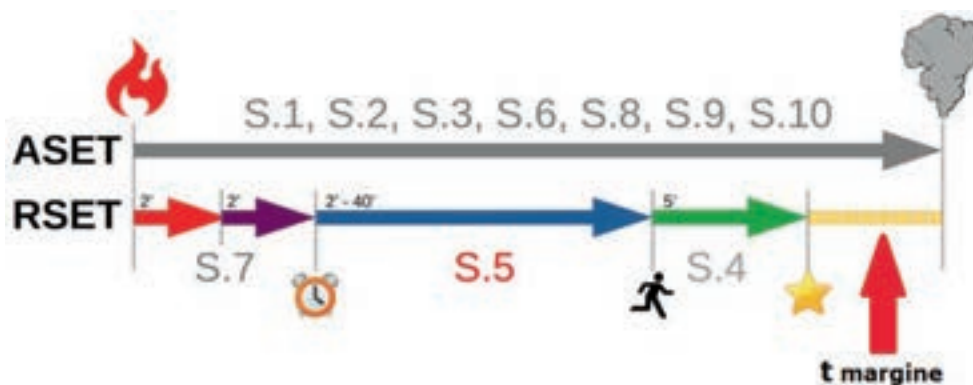 S.1, S.2, S.3, S.6, S.8, S.9, S.10
ASET
RSET
2' 2' 2' - 40' 5'
S.7 S.5 S.4
t margine